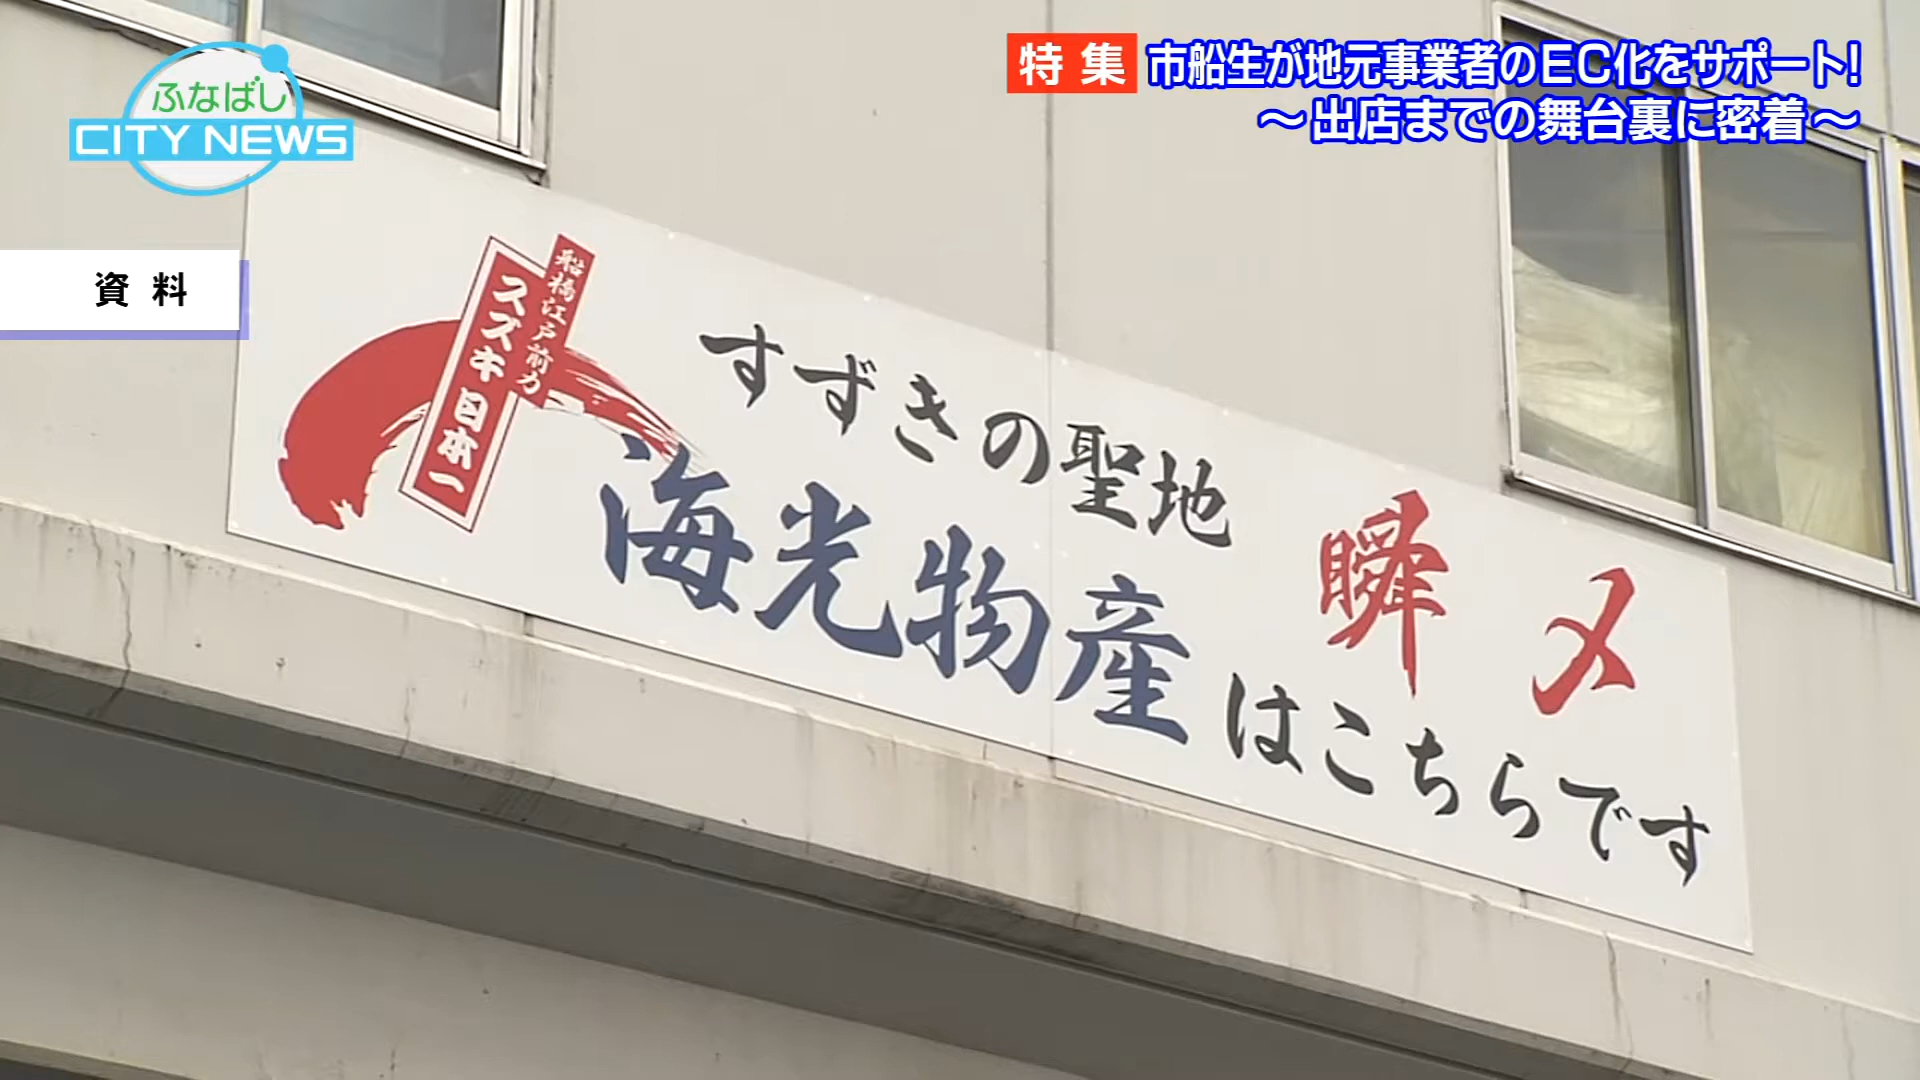 ふなばし
CITY NEWS
特集 市船生が地元事業者のEC化をサポート!
～出店までの舞台裏に密着～
資料
船橋江戸前力
スズキ日本一
すずきの聖地
海光物産はこちらです
瞬〆